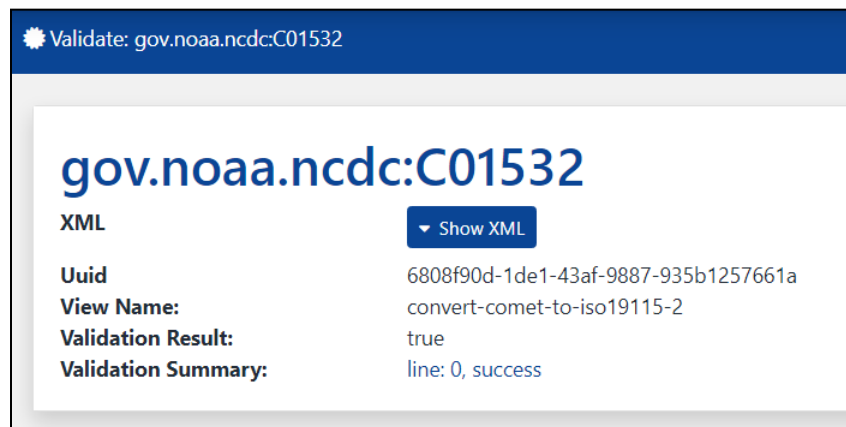 Validate: gov.noaa.ncdc:C01532
gov.noaa.ncdc:C01532
XML
Show XML
Uuid 6808f90d-1de1-43af-9887-935b1257661a
View Name: convert-comet-to-iso19115-2
Validation Result: true
Validation Summary: line: 0, success